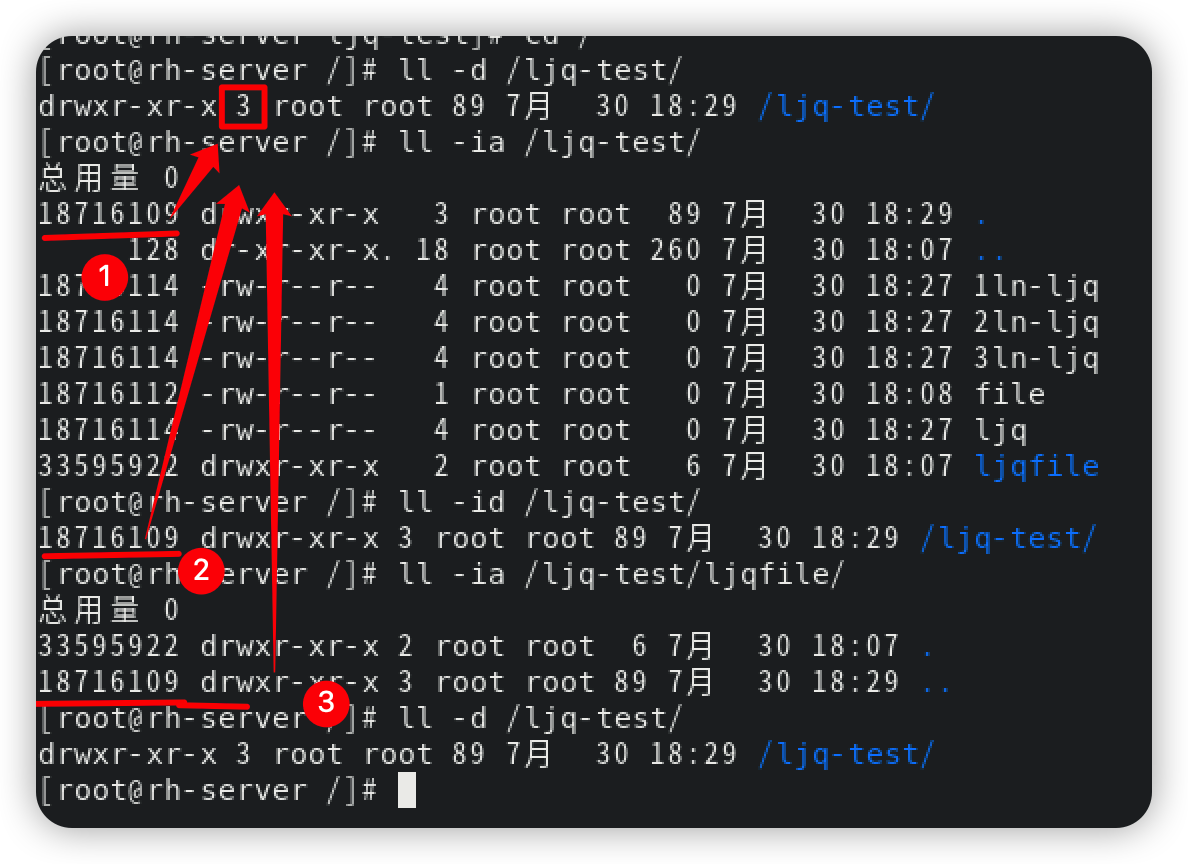 [root@rh-server ljq-test]# cd /
[root@rh-server /]# ll -d /ljq-test/
drwxr-xr-x 3 root root 89 7月  30 18:29 /ljq-test/
[root@rh-server /]# ll -ia /ljq-test/
总用量 0
18716109 drwxr-xr-x   3 root root  89 7月  30 18:29 .
     128 dr-xr-xr-x. 18 root root 260 7月  30 18:07 ..
18716114 -rw-r--r--   4 root root   0 7月  30 18:27 1ln-ljq
18716114 -rw-r--r--   4 root root   0 7月  30 18:27 2ln-ljq
18716114 -rw-r--r--   4 root root   0 7月  30 18:27 3ln-ljq
18716112 -rw-r--r--   1 root root   0 7月  30 18:08 file
18716114 -rw-r--r--   4 root root   0 7月  30 18:27 ljq
33595922 drwxr-xr-x   2 root root   6 7月  30 18:07 ljqfile
[root@rh-server /]# ll -id /ljq-test/
18716109 drwxr-xr-x 3 root root 89 7月  30 18:29 /ljq-test/
[root@rh-server /]# ll -ia /ljq-test/ljqfile/
总用量 0
33595922 drwxr-xr-x 2 root root  6 7月  30 18:07 .
18716109 drwxr-xr-x 3 root root 89 7月  30 18:29 ..
[root@rh-server /]# ll -d /ljq-test/
drwxr-xr-x 3 root root 89 7月  30 18:29 /ljq-test/
[root@rh-server /]#
1
2
3